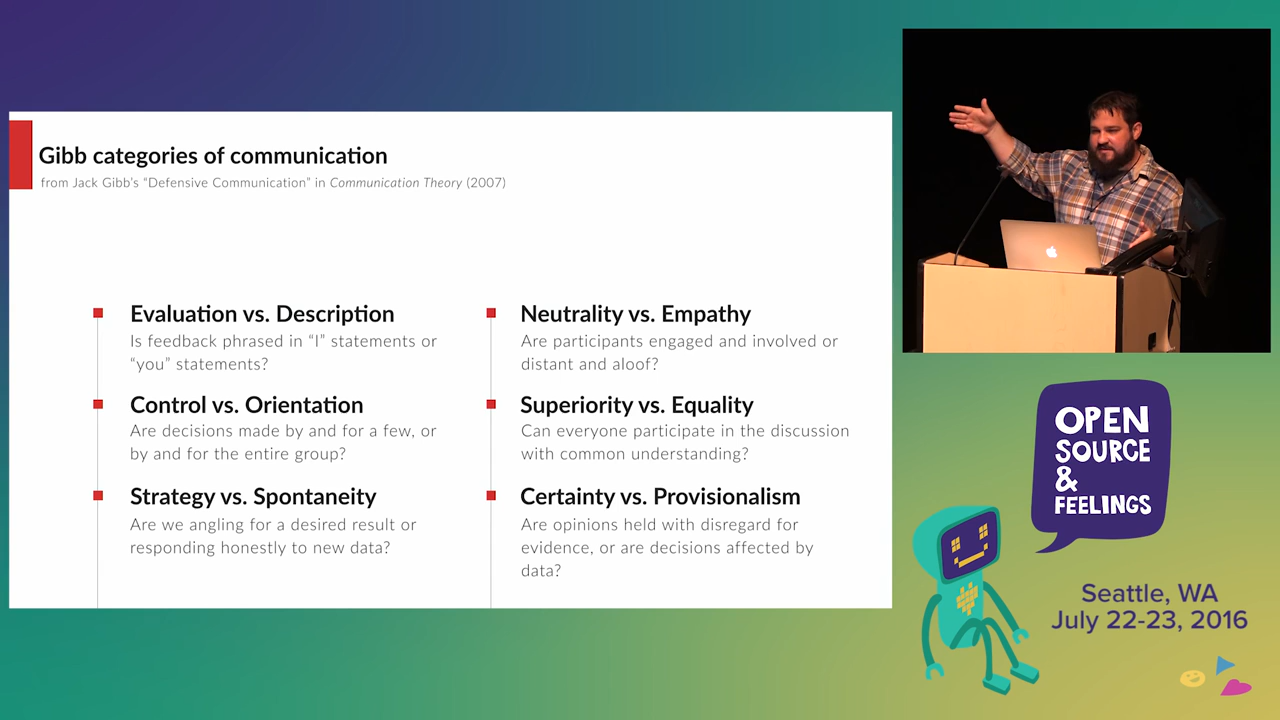 Gibb categories of communication
from Jack Gibb's “Defensive Communication” in Communication Theory (2007)
Evaluation vs. Description
Is feedback phrased in “I” statements or
“you” statements?
Control vs. Orientation
Are decisions made by and for a few, or
by and for the entire group?
Strategy vs. Spontaneity
Are we angling for a desired result or
responding honestly to new data?
Neutrality vs. Empathy
Are participants engaged and involved or
distant and aloof?
Superiority vs. Equality
Can everyone participate in the discussion
with common understanding?
Certainty vs. Provisionalism
Are opinions held with disregard for
evidence, or are decisions affected by
data?
OPEN
SOURCE
&
FEELINGS
Seattle, WA
July 22-23, 2016